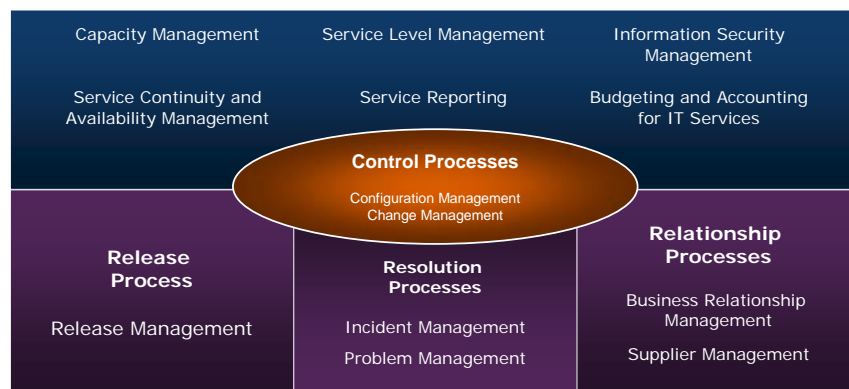 Capacity Management
Service Level Management
Information Security
Management
Service Continuity and
Availability Management
Service Reporting
Budgeting and Accounting
for IT Services
Control Processes
Configuration Management
Change Management
Release
Process
Release Management
Resolution
Processes
Incident Management
Problem Management
Relationship
Processes
Business Relationship
Management
Supplier Management